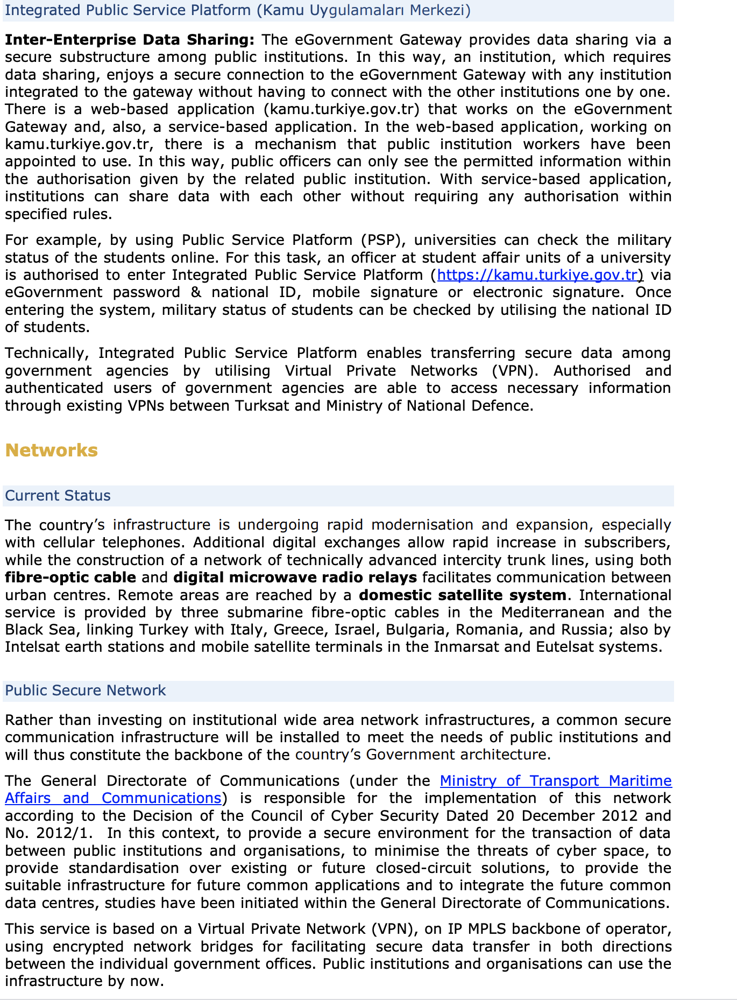 Integrated Public Service Platform (Kamu Uygulamaları Merkezi)
Inter-Enterprise Data Sharing: The eGovernment Gateway provides data sharing via a
secure substructure among public institutions. In this way, an institution, which requires
data sharing, enjoys a secure connection to the eGovernment Gateway with any institution
integrated to the gateway without having to connect with the other institutions one by one.
There is a web-based application (kamu.turkiye.gov.tr) that works on the eGovernment
Gateway and, also, a service-based application. In the web-based application, working on
kamu.turkiye.gov.tr, there is a mechanism that public institution workers have been
appointed to use. In this way, public officers can only see the permitted information within
the authorisation given by the related public institution. With service-based application,
institutions can share data with each other without requiring any authorisation within
specified rules.
For example, by using Public Service Platform (PSP), universities can check the military
status of the students online. For this task, an officer at student affair units of a university
is authorised to enter Integrated Public Service Platform (https://kamu.turkiye.gov.tr) via
eGovernment password & national ID, mobile signature or electronic signature. Once
entering the system, military status of students can be checked by utilising the national ID
of students.
Technically, Integrated Public Service Platform enables transferring secure data among
government agencies by utilising Virtual Private Networks (VPN). Authorised and
authenticated users of government agencies are able to access necessary information
through existing VPNs between Turksat and Ministry of National Defence.
Networks
Current Status
The country’s infrastructure is undergoing rapid modernisation and expansion, especially
with cellular telephones. Additional digital exchanges allow rapid increase in subscribers,
while the construction of a network of technically advanced intercity trunk lines, using both
fibre-optic cable and digital microwave radio relays facilitates communication between
urban centres. Remote areas are reached by a domestic satellite system. International
service is provided by three submarine fibre-optic cables in the Mediterranean and the
Black Sea, linking Turkey with Italy, Greece, Israel, Bulgaria, Romania, and Russia; also by
Intelsat earth stations and mobile satellite terminals in the Inmarsat and Eutelsat systems.
Public Secure Network
Rather than investing on institutional wide area network infrastructures, a common secure
communication infrastructure will be installed to meet the needs of public institutions and
will thus constitute the backbone of the country’s Government architecture.
The General Directorate of Communications (under the Ministry of Transport Maritime
Affairs and Communications) is responsible for the implementation of this network
according to the Decision of the Council of Cyber Security Dated 20 December 2012 and
No. 2012/1. In this context, to provide a secure environment for the transaction of data
between public institutions and organisations, to minimise the threats of cyber space, to
provide standardisation over existing or future closed-circuit solutions, to provide the
suitable infrastructure for future common applications and to integrate the future common
data centres, studies have been initiated within the General Directorate of Communications.
This service is based on a Virtual Private Network (VPN), on IP MPLS backbone of operator,
using encrypted network bridges for facilitating secure data transfer in both directions
between the individual government offices. Public institutions and organisations can use the
infrastructure by now.